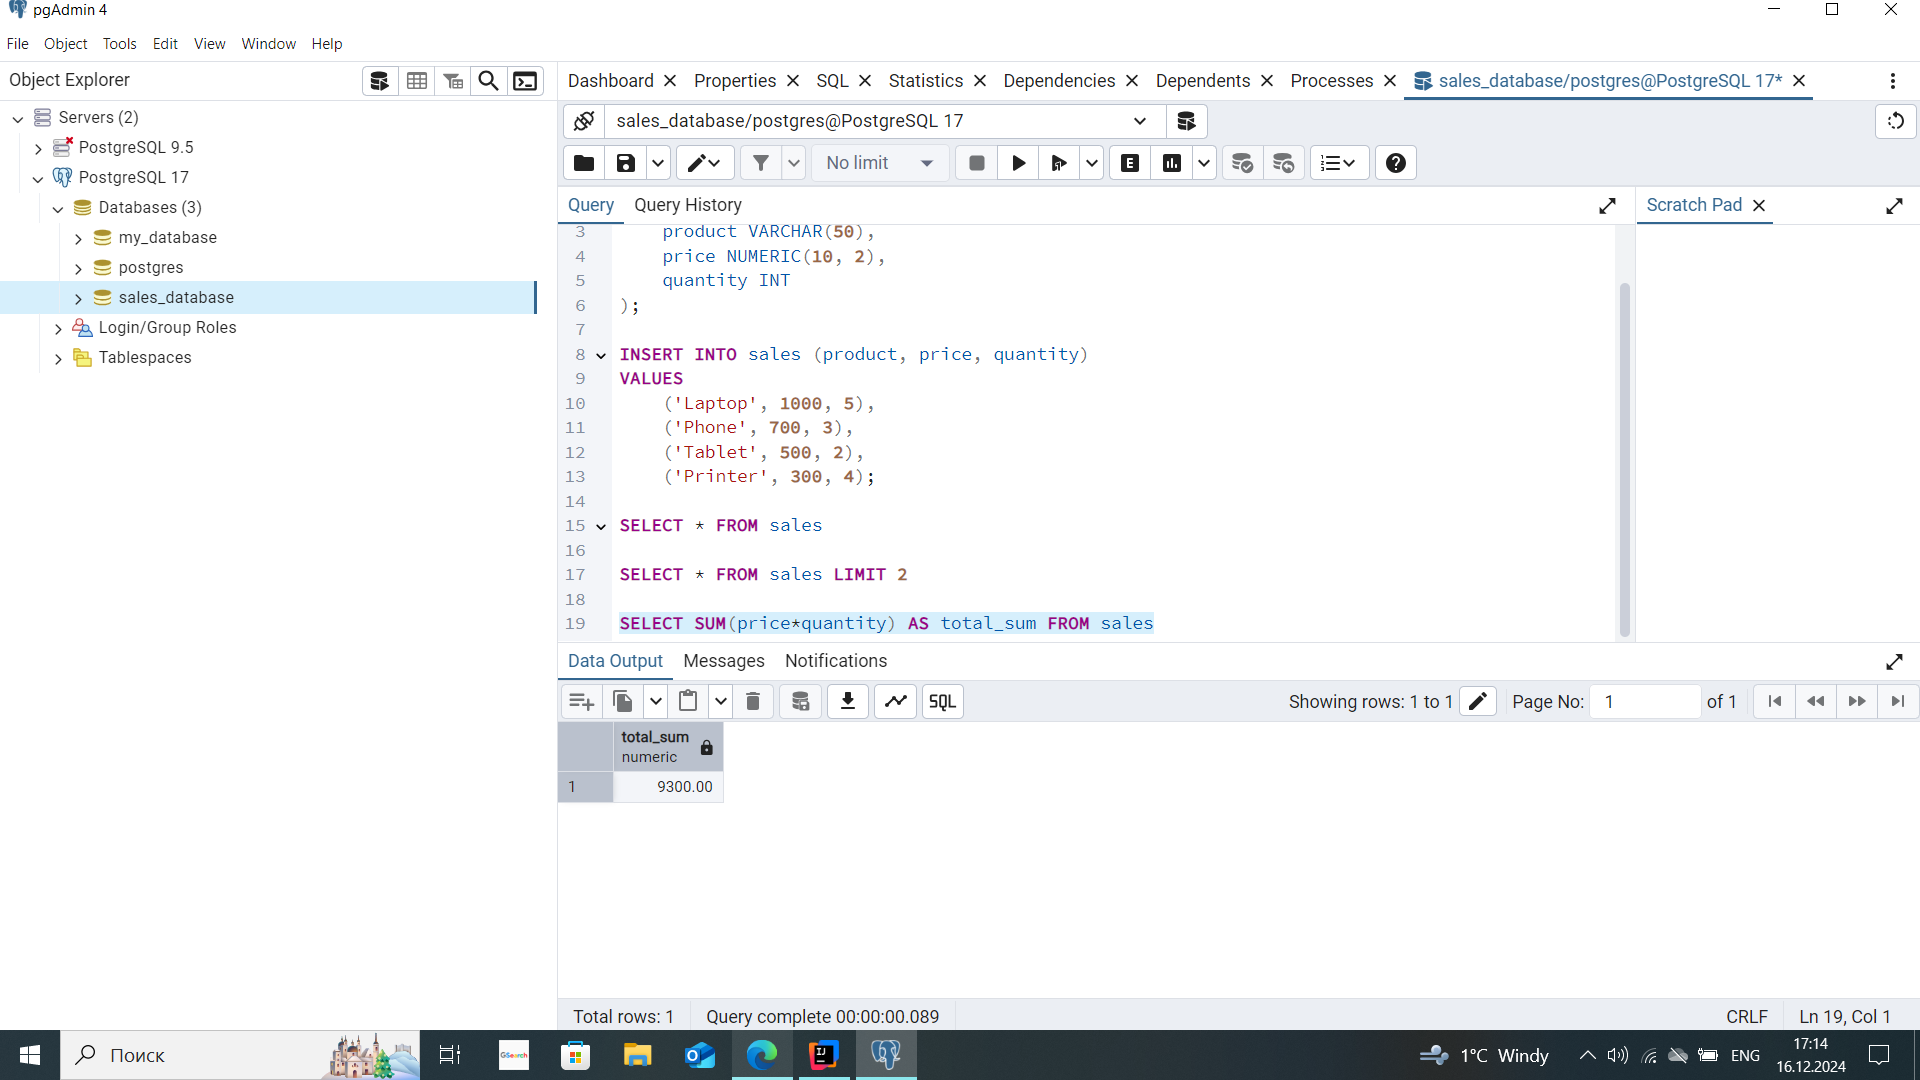 pgAdmin 4
File Object Tools Edit View Window Help
Object Explorer
Servers (2)
PostgreSQL 9.5
PostgreSQL 17
Databases (3)
my_database
postgres
sales_database
Login/Group Roles
Tablespaces
Dashboard Properties SQL Statistics Dependencies Dependents Processes sales_database/postgres@PostgreSQL 17*
sales_database/postgres@PostgreSQL 17
No limit
E
Query Query History
Scratch Pad
3 product VARCHAR(50),
4 price NUMERIC(10, 2),
5 quantity INT
6 );
7
8 INSERT INTO sales (product, price, quantity)
9 VALUES
10 ('Laptop', 1000, 5),
11 ('Phone', 700, 3),
12 ('Tablet', 500, 2),
13 ('Printer', 300, 4);
14
15 SELECT * FROM sales
16
17 SELECT * FROM sales LIMIT 2
18
19 SELECT SUM(price*quantity) AS total_sum FROM sales
Data Output Messages Notifications
SQL Showing rows: 1 to 1 Page No: 1 of 1
total_sum
numeric
1 9300.00
Total rows: 1 Query complete 00:00:00.089 CRLF Ln 19, Col 1
Поиск
GSearch
IJ
1°C Windy
ENG
17:14
16.12.2024